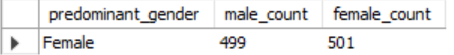 predominant_gender male_count female_count
Female 499 501